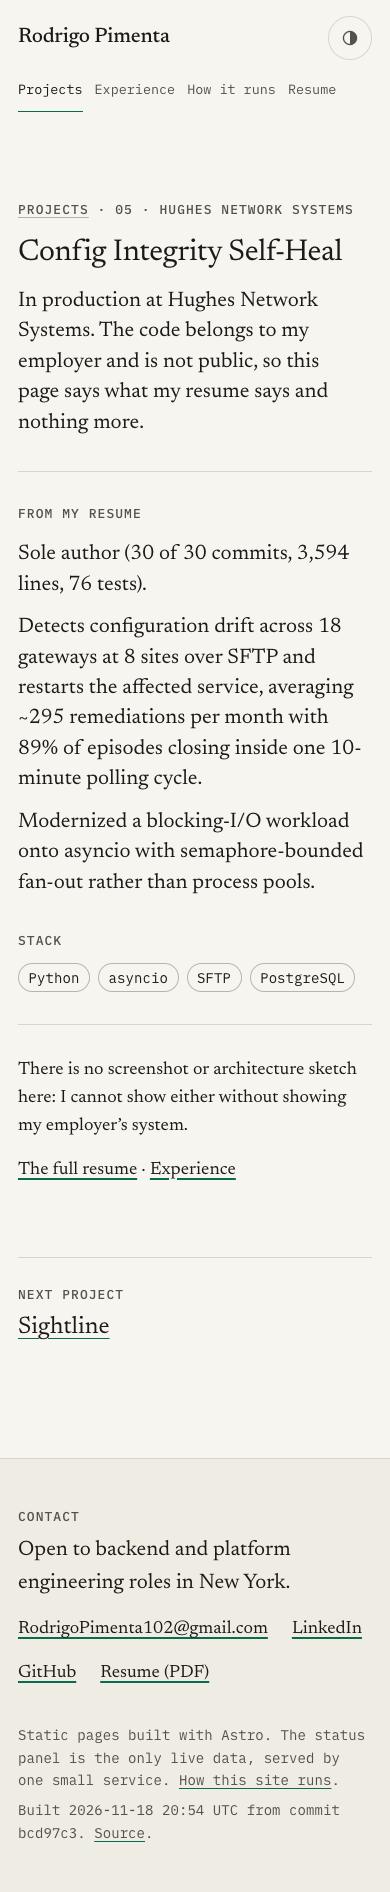 Rodrigo Pimenta
Projects Experience How it runs Resume
PROJECTS · 05 · HUGHES NETWORK SYSTEMS
Config Integrity Self-Heal
In production at Hughes Network
Systems. The code belongs to my
employer and is not public, so this
page says what my resume says and
nothing more.
FROM MY RESUME
Sole author (30 of 30 commits, 3,594
lines, 76 tests).
Detects configuration drift across 18
gateways at 8 sites over SFTP and
restarts the affected service, averaging
~295 remediations per month with
89% of episodes closing inside one 10-
minute polling cycle.
Modernized a blocking-I/O workload
onto asyncio with semaphore-bounded
fan-out rather than process pools.
STACK
Python asyncio SFTP PostgreSQL
There is no screenshot or architecture sketch
here: I cannot show either without showing
my employer’s system.
The full resume · Experience
NEXT PROJECT
Sightline
CONTACT
Open to backend and platform
engineering roles in New York.
RodrigoPimenta102@gmail.com LinkedIn
GitHub Resume (PDF)
Static pages built with Astro. The status
panel is the only live data, served by
one small service. How this site runs.
Built 2026-11-18 20:54 UTC from commit
bcd97c3. Source.